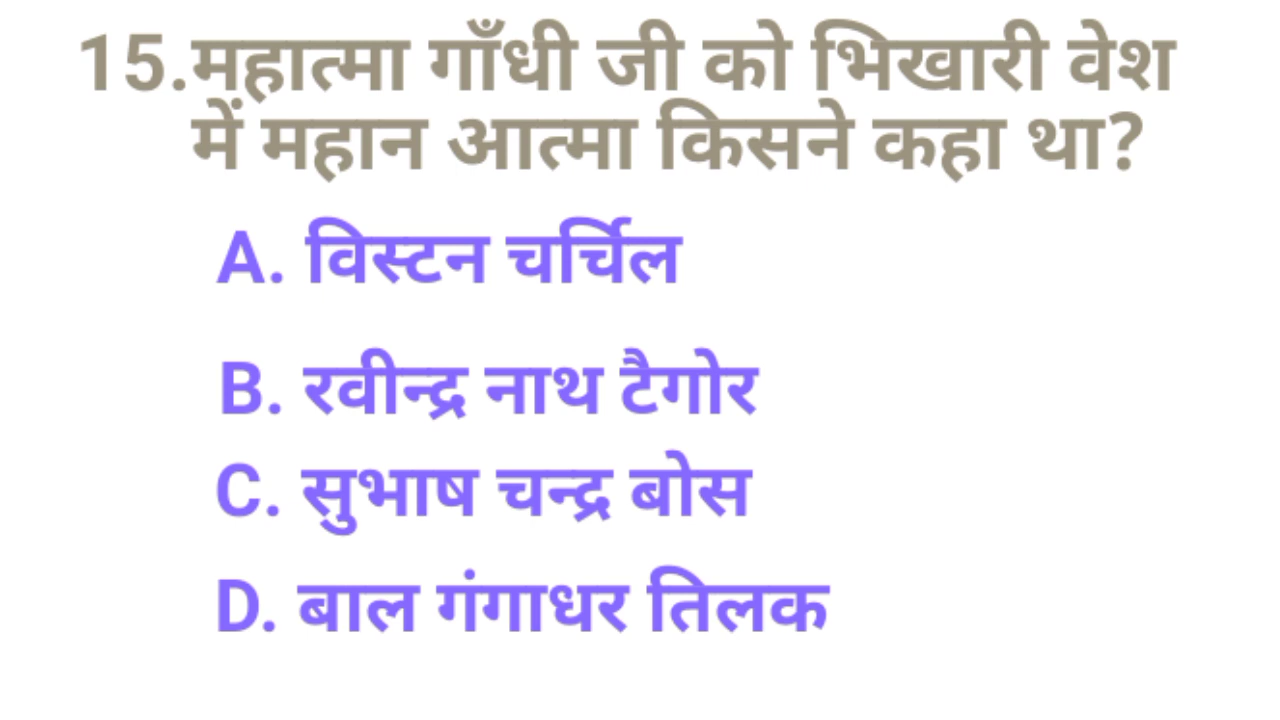 15.महात्मा गाँधी जी को भिखारी वेश
में महान आत्मा किसने कहा था?
A. विस्टन चर्चिल
B. रवीन्द्र नाथ टैगोर
C. सुभाष चन्द्र बोस
D. बाल गंगाधर तिलक